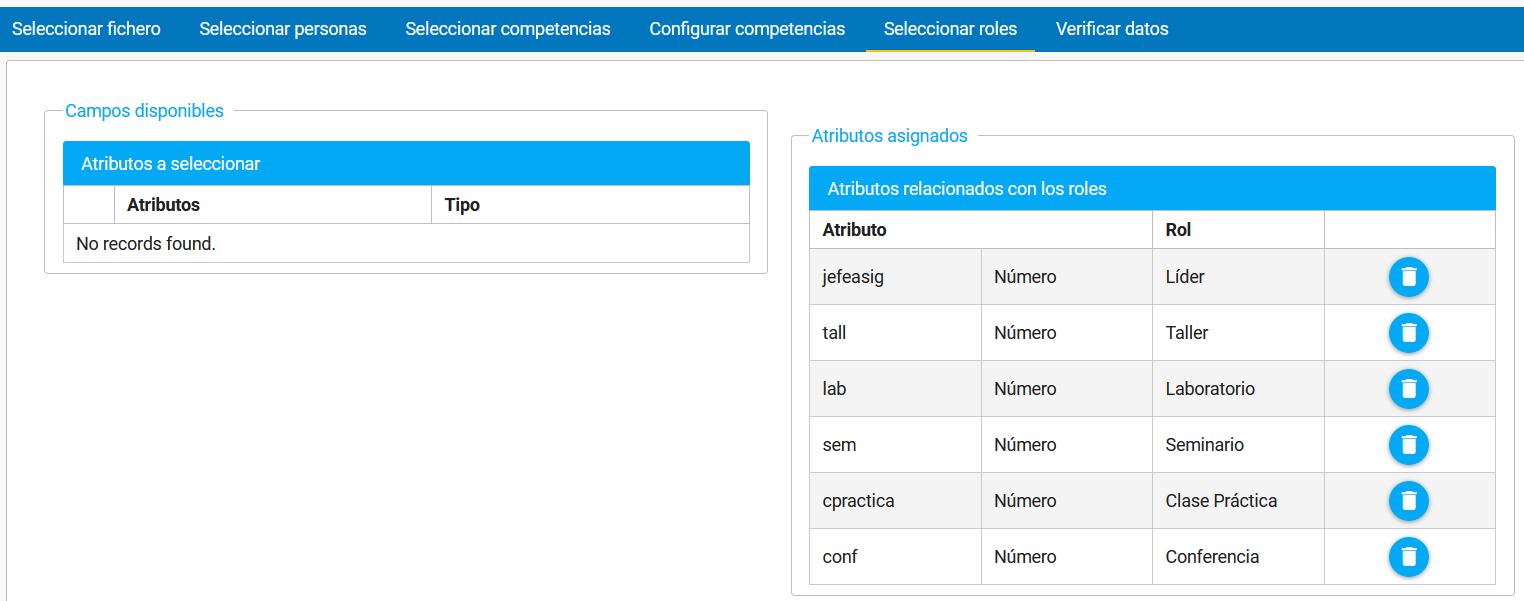 Seleccionar fichero Seleccionar personas Seleccionar competencias Configurar competencias Seleccionar roles Verificar datos
Campos disponibles
Atributos a seleccionar
Atributos Tipo
No records found.
Atributos asignados
Atributos relacionados con los roles
Atributo Rol
jefeasig Número Líder
tall Número Taller
lab Número Laboratorio
sem Número Seminario
cpractica Número Clase Práctica
conf Número Conferencia